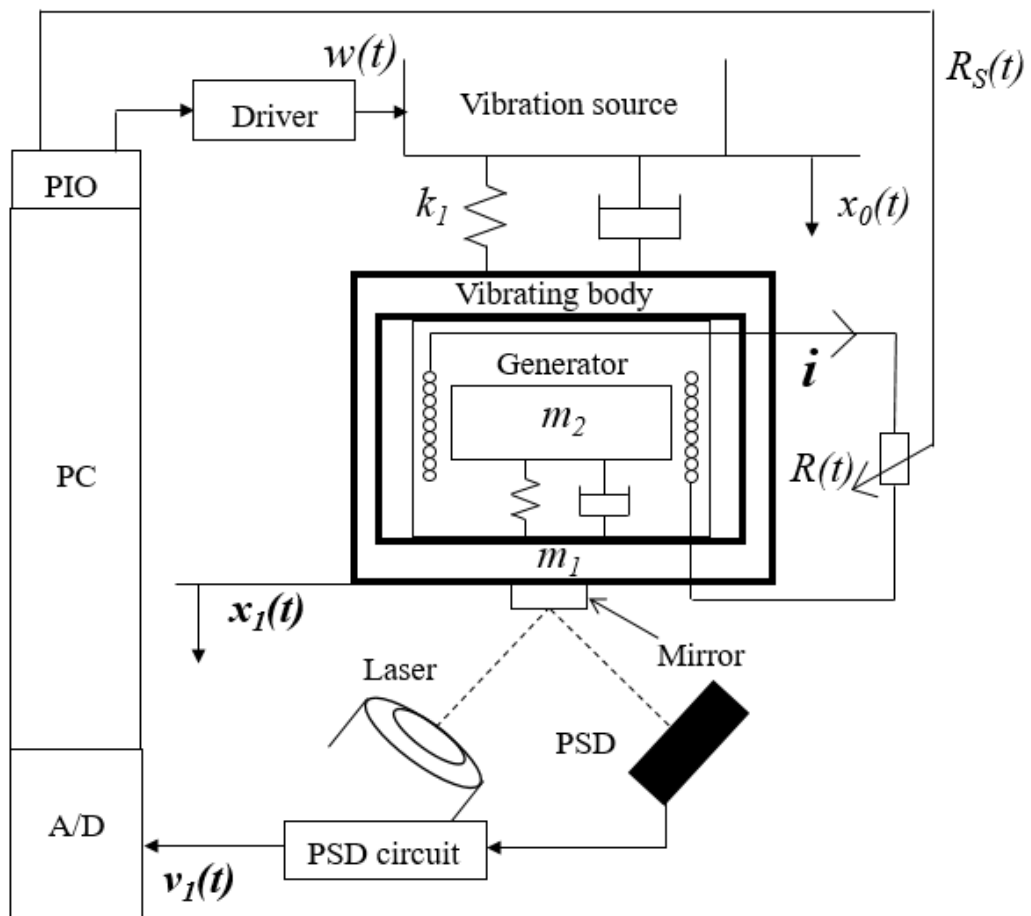 w(t)
R_S(t)
Driver
Vibration source
PIO
k_1
x_0(t)
Vibrating body
Generator
i
m_2
PC
R(t)
m_1
x_1(t)
Mirror
Laser
PSD
A/D
PSD circuit
v_1(t)